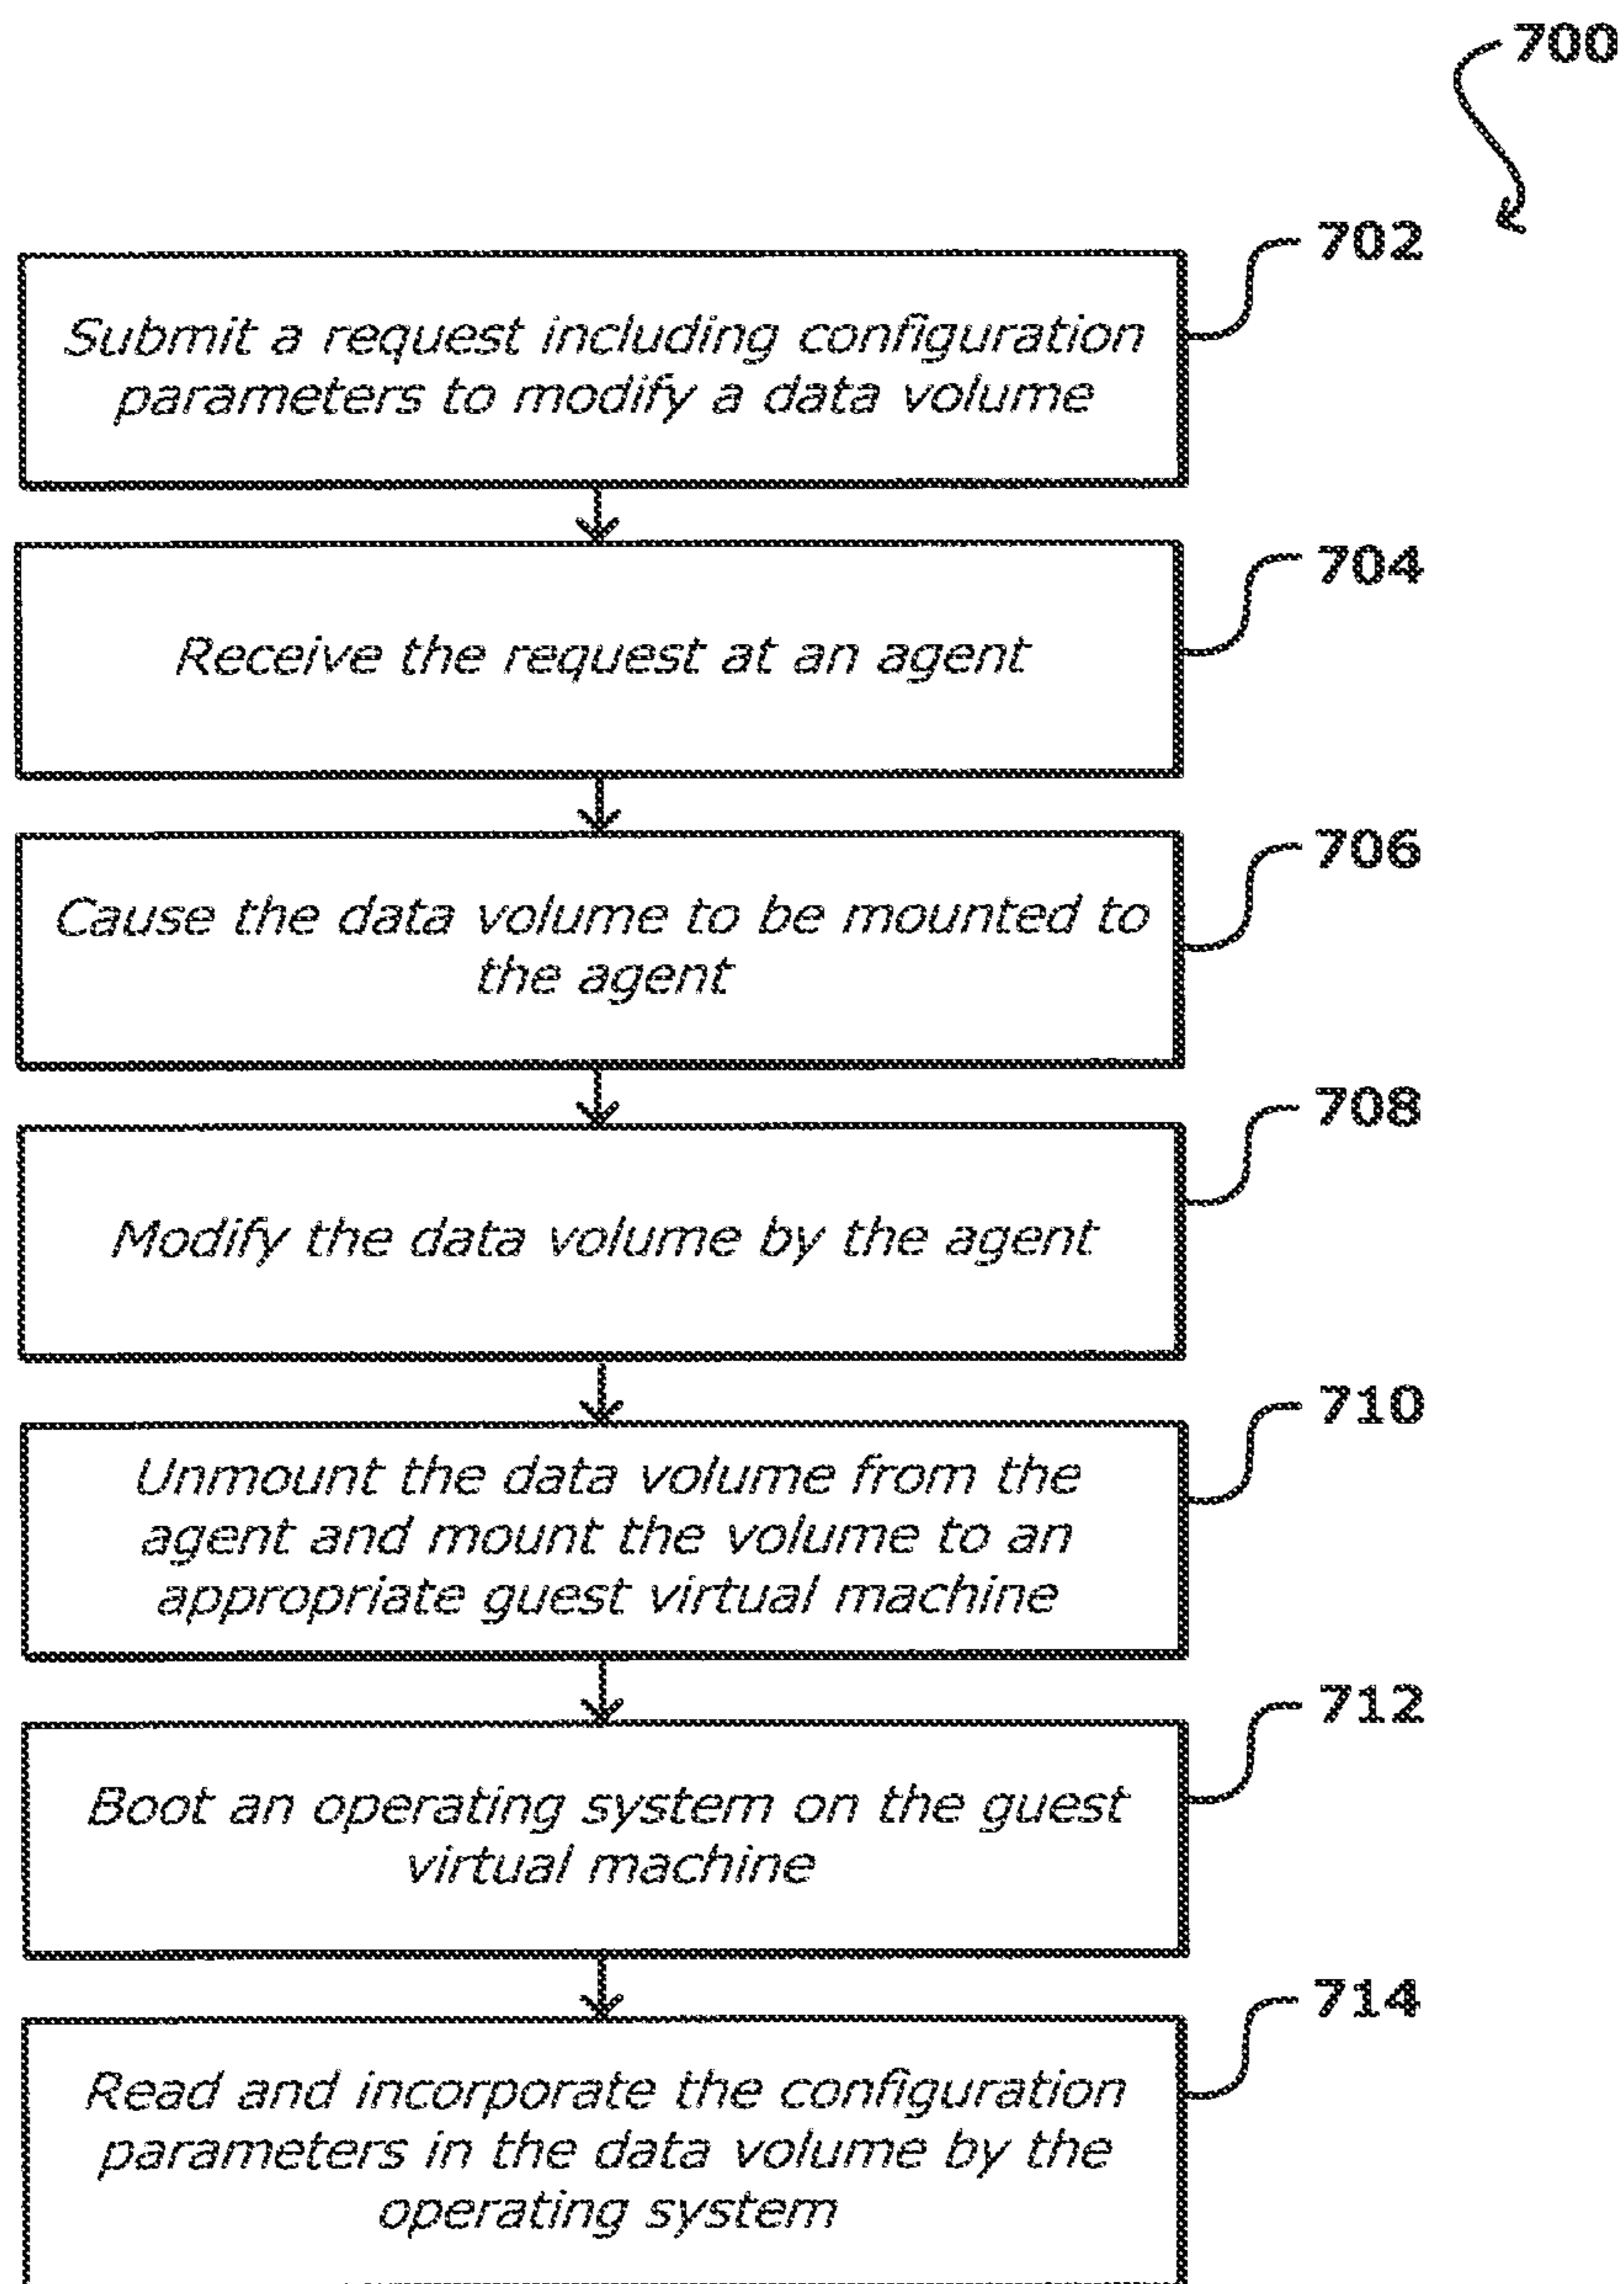 700
702
Submit a request including configuration
parameters to modify a data volume
704
Receive the request at an agent
706
Cause the data volume to be mounted to
the agent
708
Modify the data volume by the agent
710
Unmount the data volume from the
agent and mount the volume to an
appropriate guest virtual machine
712
Boot an operating system on the guest
virtual machine
714
Read and incorporate the configuration
parameters in the data volume by the
operating system